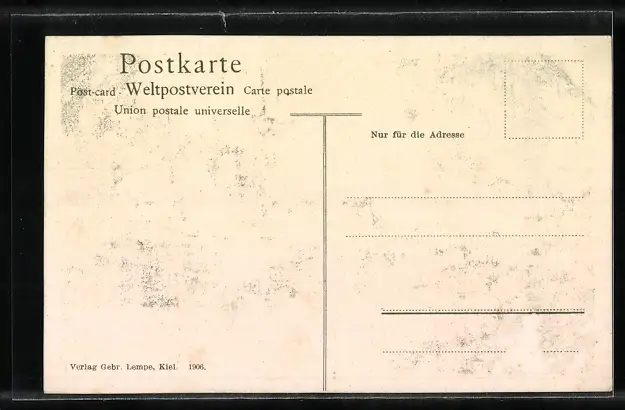 Postkarte
Post-card - Weltpostverein Carte postale
Union postale universelle
Nur für die Adresse
Verlag Gebr. Lempe, Kiel. 1906.